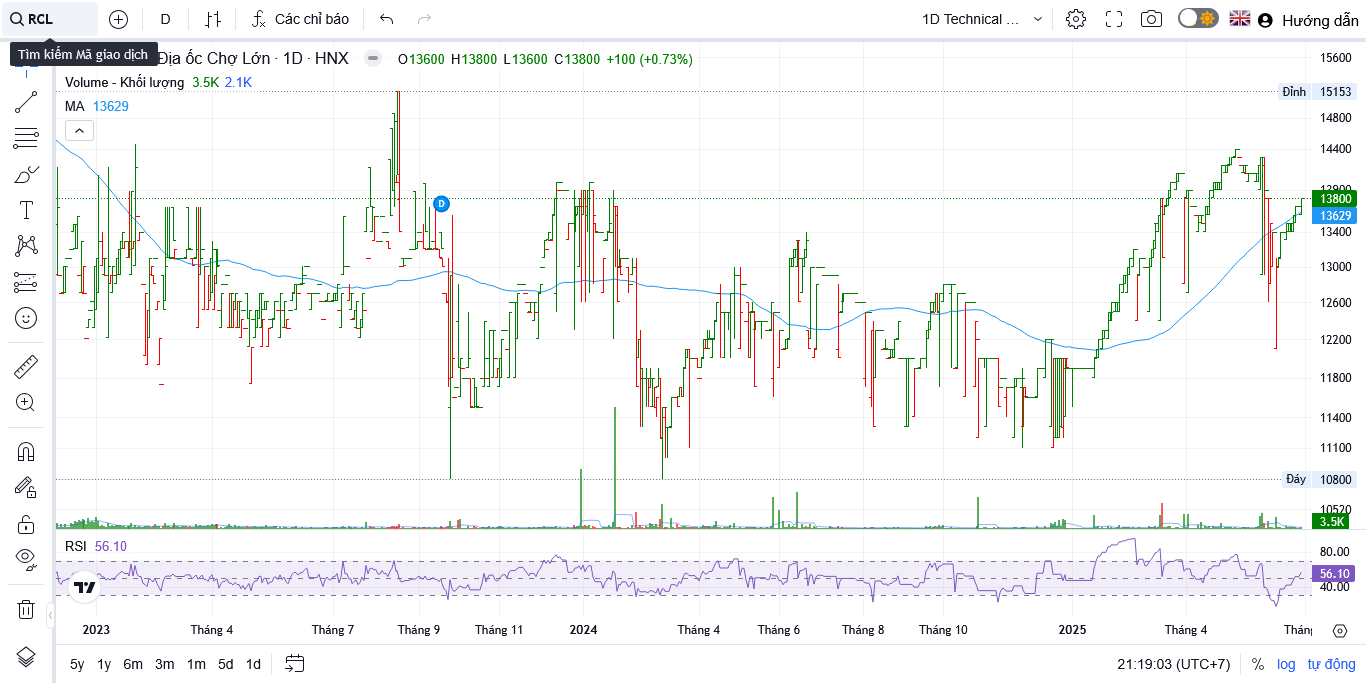 RCL
D
Các chỉ báo
1D Technical ...
Hướng dẫn
Tìm kiếm Mã giao dịch
Địa ốc Chợ Lớn · 1D · HNX
O13600 H13800 L13600 C13800 +100 (+0.73%)
Volume - Khối lượng 3.5K 2.1K
MA 13629
D
15600
Đỉnh 15153
14800
14400
13900
13800
13629
13400
13000
12600
12200
11800
11400
11100
Đáy 10800
10520
3.5K
RSI 56.10
80.00
56.10
40.00
2023 Tháng 4 Tháng 7 Tháng 9 Tháng 11 2024 Tháng 4 Tháng 6 Tháng 8 Tháng 10 2025 Tháng 4 Thán
5y 1y 6m 3m 1m 5d 1d
21:19:03 (UTC+7) % log tự động